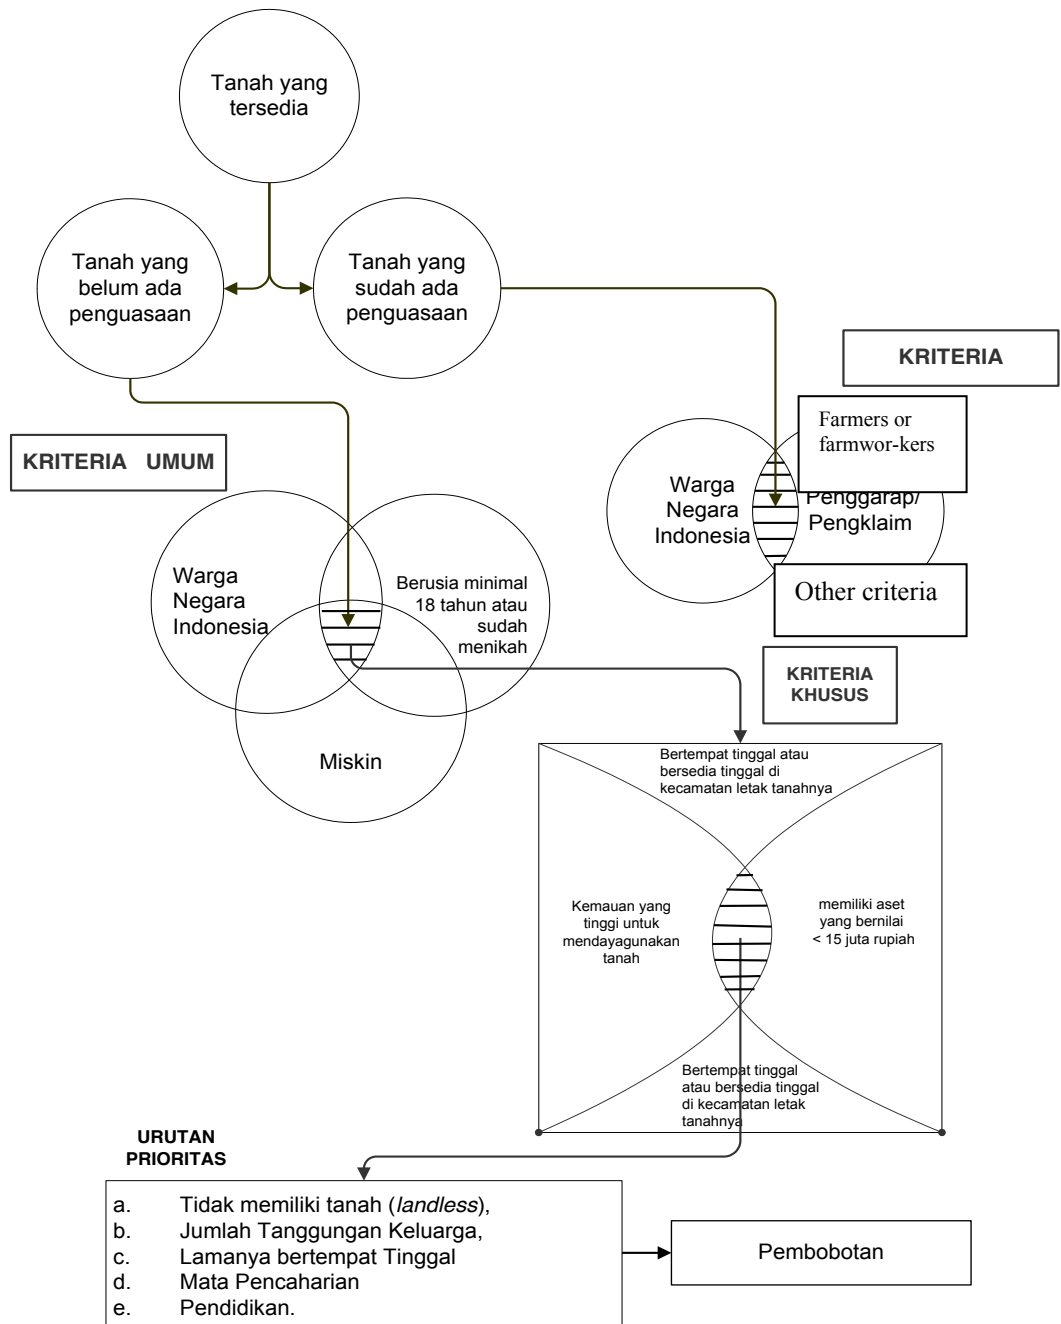 Tanah yang
tersedia
Tanah yang
belum ada
penguasaan
Tanah yang
sudah ada
penguasaan
KRITERIA
Farmers or
farmwor-kers
KRITERIA UMUM
Warga
Negara
Indonesia
Penggarap/
Pengklaim
Other criteria
Warga
Negara
Indonesia
Berusia minimal
18 tahun atau
sudah
menikah
Miskin
KRITERIA
KHUSUS
Bertempat tinggal atau
bersedia tinggal di
kecamatan letak tanahnya
Kemauan yang
tinggi untuk
mendayagunakan
tanah
memiliki aset
yang bernilai
< 15 juta rupiah
Bertempat tinggal
atau bersedia tinggal
di kecamatan letak
tanahnya
URUTAN
PRIORITAS
a. Tidak memiliki tanah (landless),
b. Jumlah Tanggungan Keluarga,
c. Lamanya bertempat Tinggal
d. Mata Pencaharian
e. Pendidikan.
Pembobotan